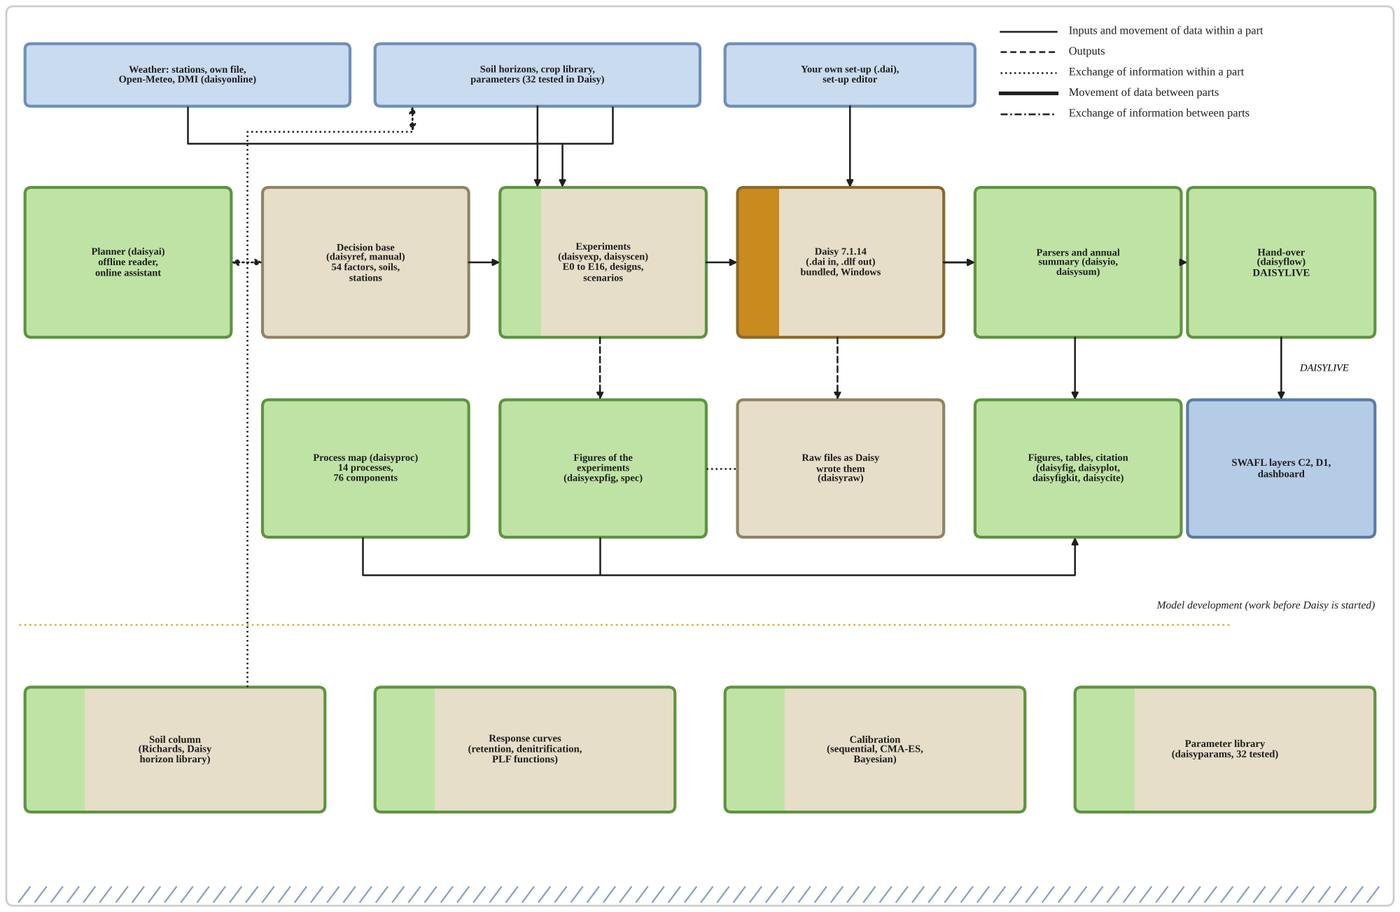 Inputs and movement of data within a part
Outputs
Exchange of information within a part
Movement of data between parts
Exchange of information between parts
Weather: stations, own file,
Open-Meteo, DMI (daisyonline)
Soil horizons, crop library,
parameters (32 tested in Daisy)
Your own set-up (.dai),
set-up editor
Planner (daisyai)
offline reader,
online assistant
Decision base
(daisyref, manual)
54 factors, soils,
stations
Experiments
(daisyexp, daisyscen)
E0 to E16, designs,
scenarios
Daisy 7.1.14
(.dai in, .dlf out)
bundled, Windows
Parsers and annual
summary (daisyio,
daisysum)
Hand-over
(daisyflow)
DAISYLIVE
DAISYLIVE
Process map (daisyproc)
14 processes,
76 components
Figures of the
experiments
(daisyexpfig, spec)
Raw files as Daisy
wrote them
(daisyraw)
Figures, tables, citation
(daisyfig, daisyplot,
daisyfigkit, daisycite)
SWAFL layers C2, D1,
dashboard
Model development (work before Daisy is started)
Soil column
(Richards, Daisy
horizon library)
Response curves
(retention, denitrification,
PLF functions)
Calibration
(sequential, CMA-ES,
Bayesian)
Parameter library
(daisyparams, 32 tested)